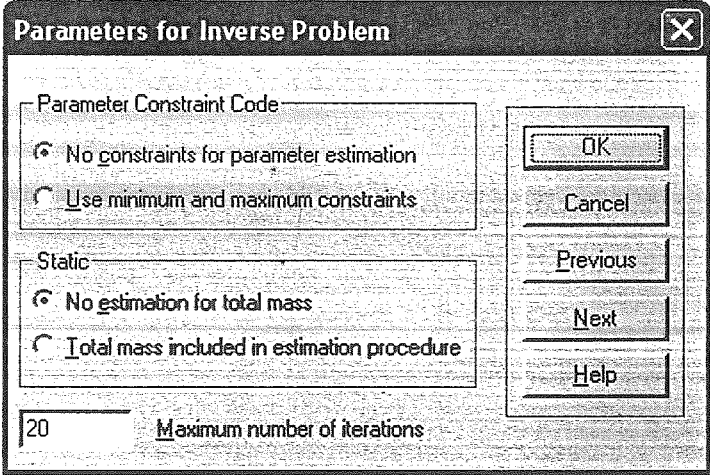 Parameters for Inverse Problem
Parameter Constraint Code
No constraints for parameter estimation
Use minimum and maximum constraints
Static
No estimation for total mass
Total mass included in estimation procedure
20 Maximum number of iterations
OK
Cancel
Previous
Next
Help